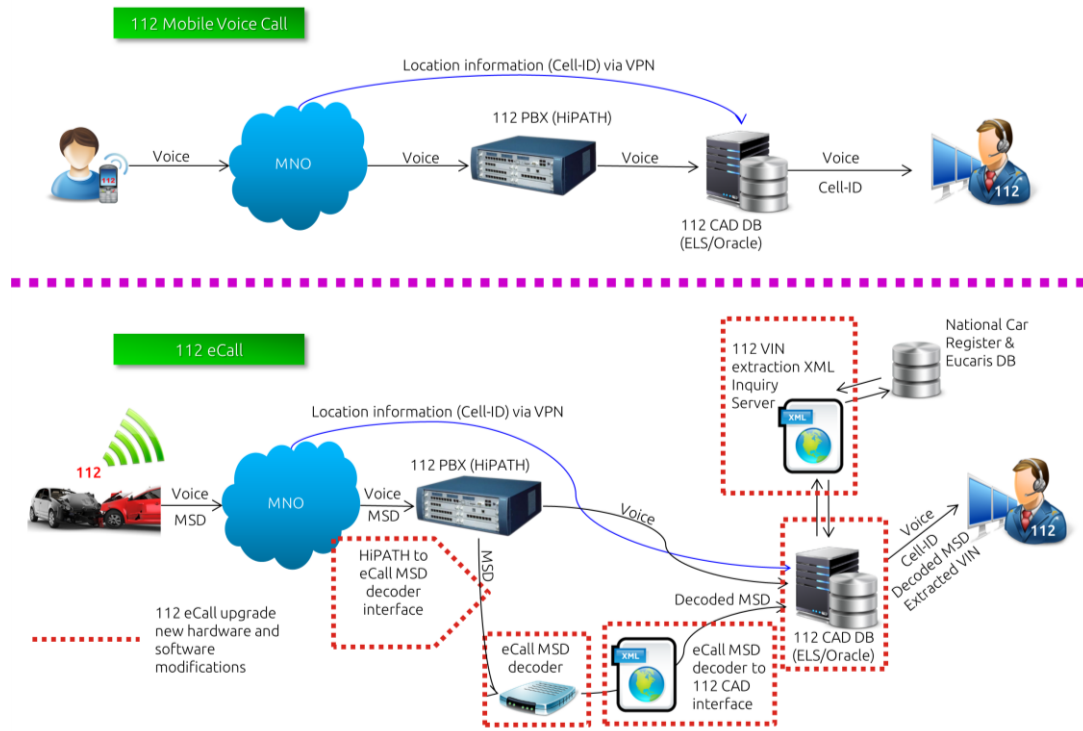 112 Mobile Voice Call
Location information (Cell-ID) via VPN
112 PBX (HiPATH)
112
Voice
MNO
Voice
Voice
Voice
Cell-ID
112
112 CAD DB
(ELS/Oracle)
112 eCall
112 VIN
extraction XML
Inquiry
Server
XML
National Car
Register &
Eucaris DB
Location information (Cell-ID) via VPN
112 PBX (HiPATH)
112
Voice
MSD
MNO
Voice
MSD
Voice
MSD
HiPATH to
eCall MSD
decoder
interface
Voice
Cell-ID
Decoded MSD
Extracted VIN
112
Decoded MSD
112 CAD DB
(ELS/Oracle)
112 eCall upgrade
new hardware and
software
modifications
eCall MSD
decoder
XML
eCall MSD
decoder to
112 CAD
interface